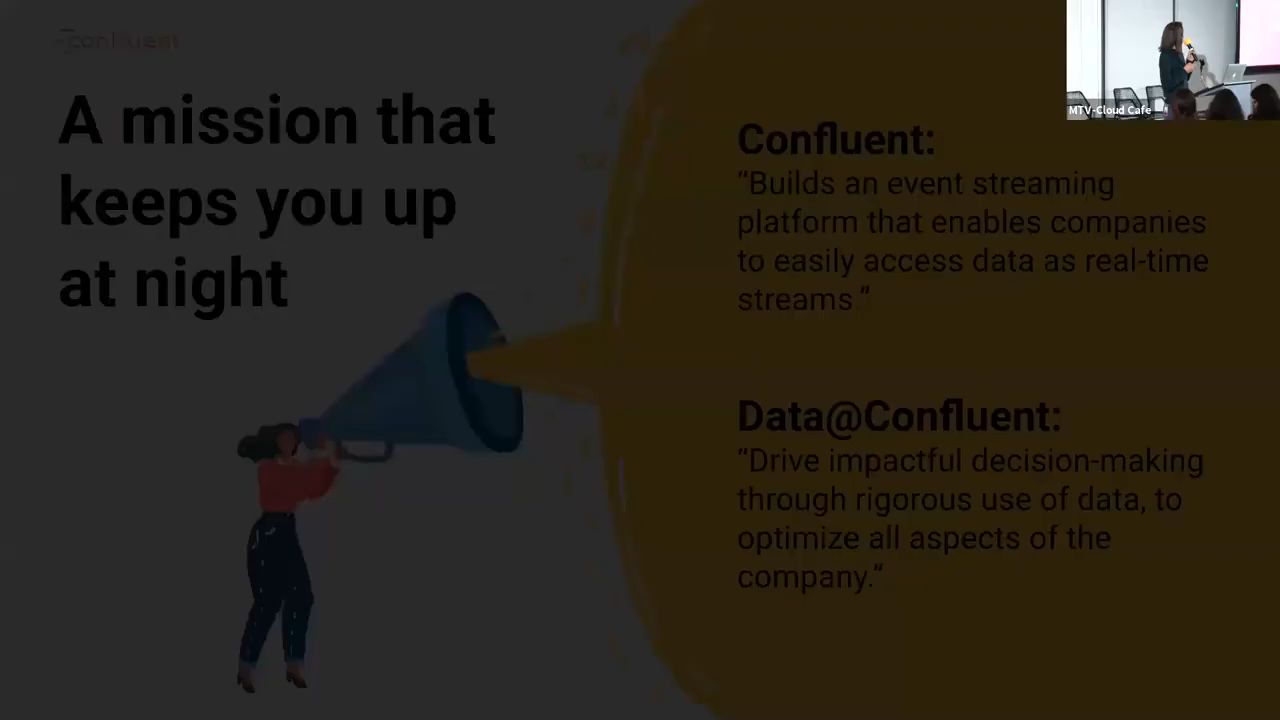 confluent
A mission that
keeps you up
at night
MTV-Cloud Cafe
Confluent:
“Builds an event streaming
platform that enables companies
to easily access data as real-time
streams.”
Data@Confluent:
“Drive impactful decision-making
through rigorous use of data, to
optimize all aspects of the
company.“